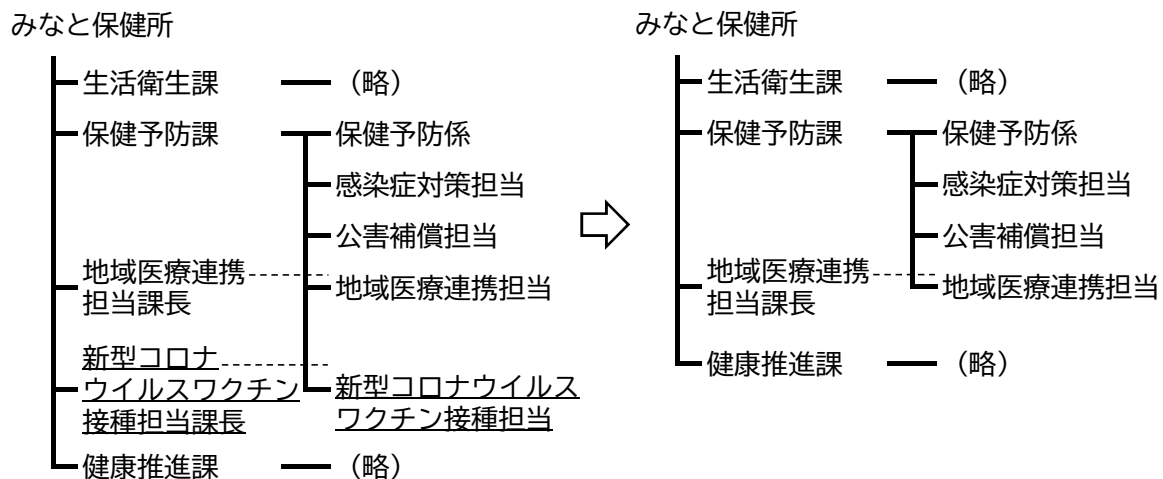 みなと保健所
生活衛生課 （略）
保健予防課 保健予防係
感染症対策担当
公害補償担当
地域医療連携
担当課長
地域医療連携担当
新型コロナ
ウイルスワクチン
接種担当課長
新型コロナウイルス
ワクチン接種担当
健康推進課 （略）
みなと保健所
生活衛生課 （略）
保健予防課 保健予防係
感染症対策担当
公害補償担当
地域医療連携
担当課長
地域医療連携担当
健康推進課 （略）